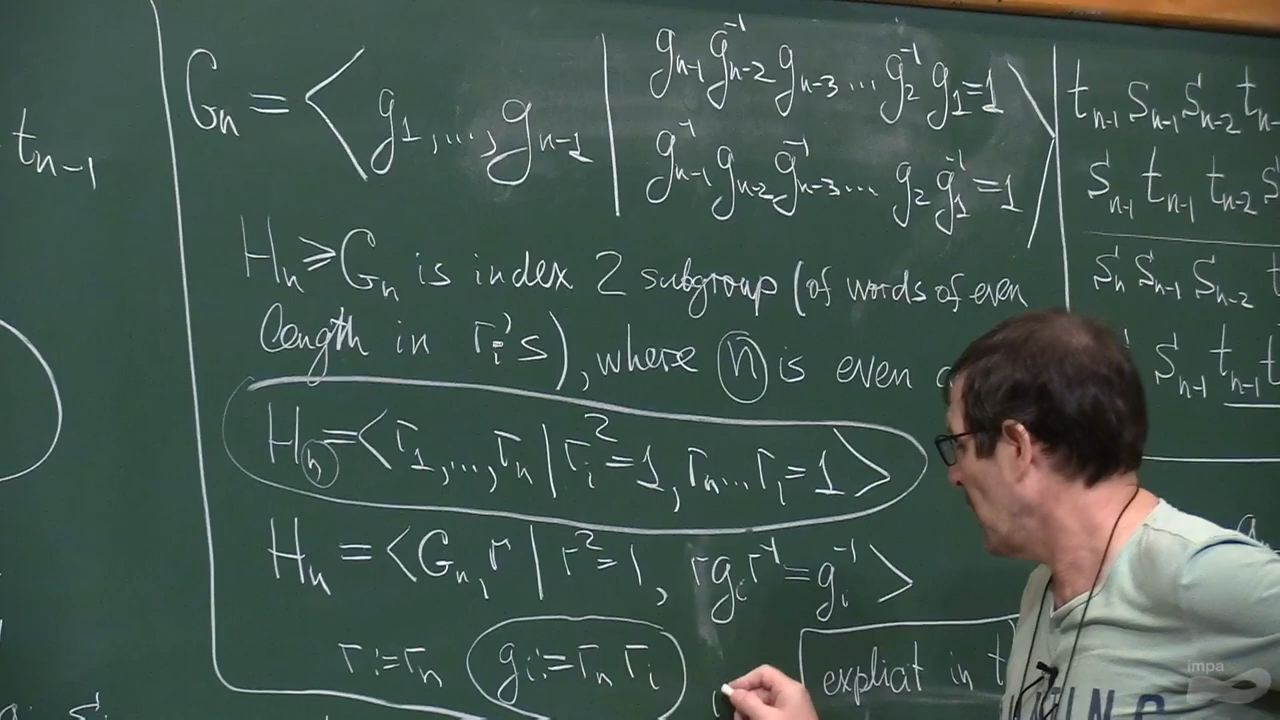 t_{n-1}
G_n = < g_1, ..., g_{n-1} | g_{n-1} g_{n-2}^{-1} g_{n-3} ... g_2^{-1} g_1 = 1
g_{n-1}^{-1} g_{n-2} g_{n-3}^{-1} ... g_2 g_1^{-1} = 1 >
H_n ⩾ G_n is index 2 subgroup (of words of even
length in r_i's), where n is even
H_n = < r_1, ..., r_n | r_i^2 = 1, r_n ... r_1 = 1 >
H_n = < G_n, r | r^2 = 1, r g_i r^{-1} = g_i^{-1} >
r := r_n g_i := r_n r_i
explicit in t
t_{n-1} s_{n-1} s_{n-2} t_{n-
s_{n-1} t_{n-1} t_{n-2} s
s_n s_{n-1} s_{n-2} t
s_{n-1} t_{n-1} t
impa